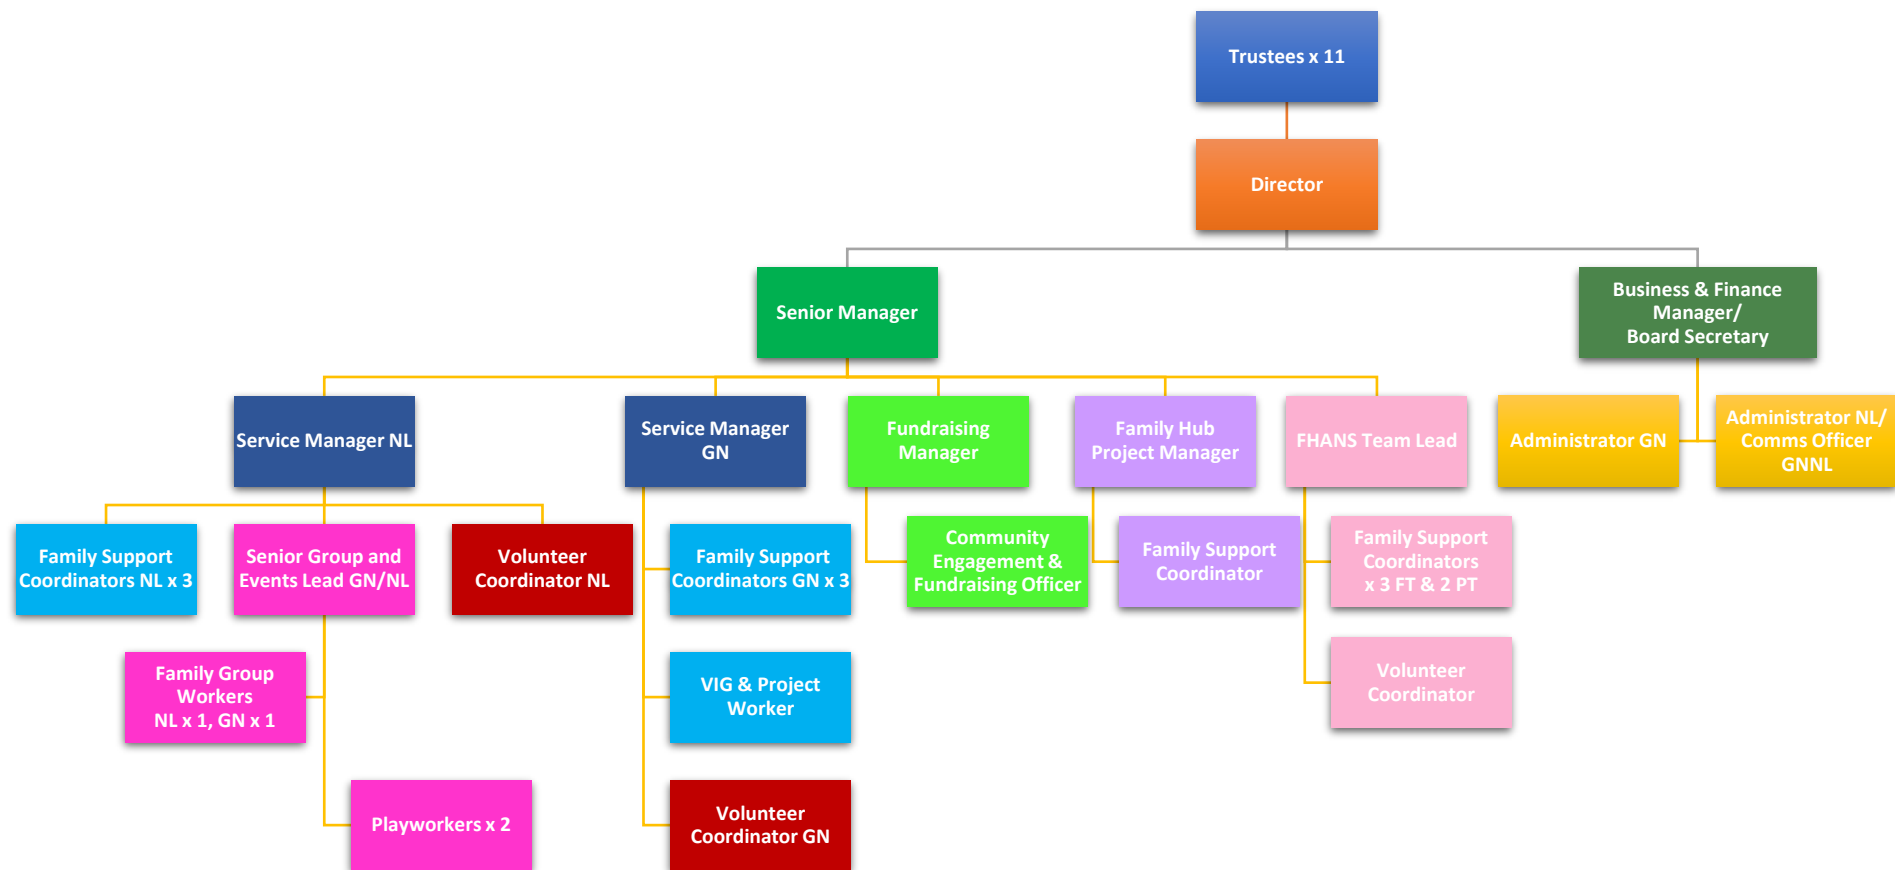 Trustees x 11
Director
Senior Manager
Business & Finance
Manager/
Board Secretary
Service Manager NL
Service Manager
GN
Fundraising
Manager
Family Hub
Project Manager
FHANS Team Lead
Administrator GN
Administrator NL/
Comms Officer
GNNL
Family Support
Coordinators NL x 3
Senior Group and
Events Lead GN/NL
Volunteer
Coordinator NL
Family Support
Coordinators GN x 3
Community
Engagement &
Fundraising Officer
Family Support
Coordinator
Family Support
Coordinators
x 3 FT & 2 PT
Family Group
Workers
NL x 1, GN x 1
VIG & Project
Worker
Volunteer
Coordinator
Playworkers x 2
Volunteer
Coordinator GN